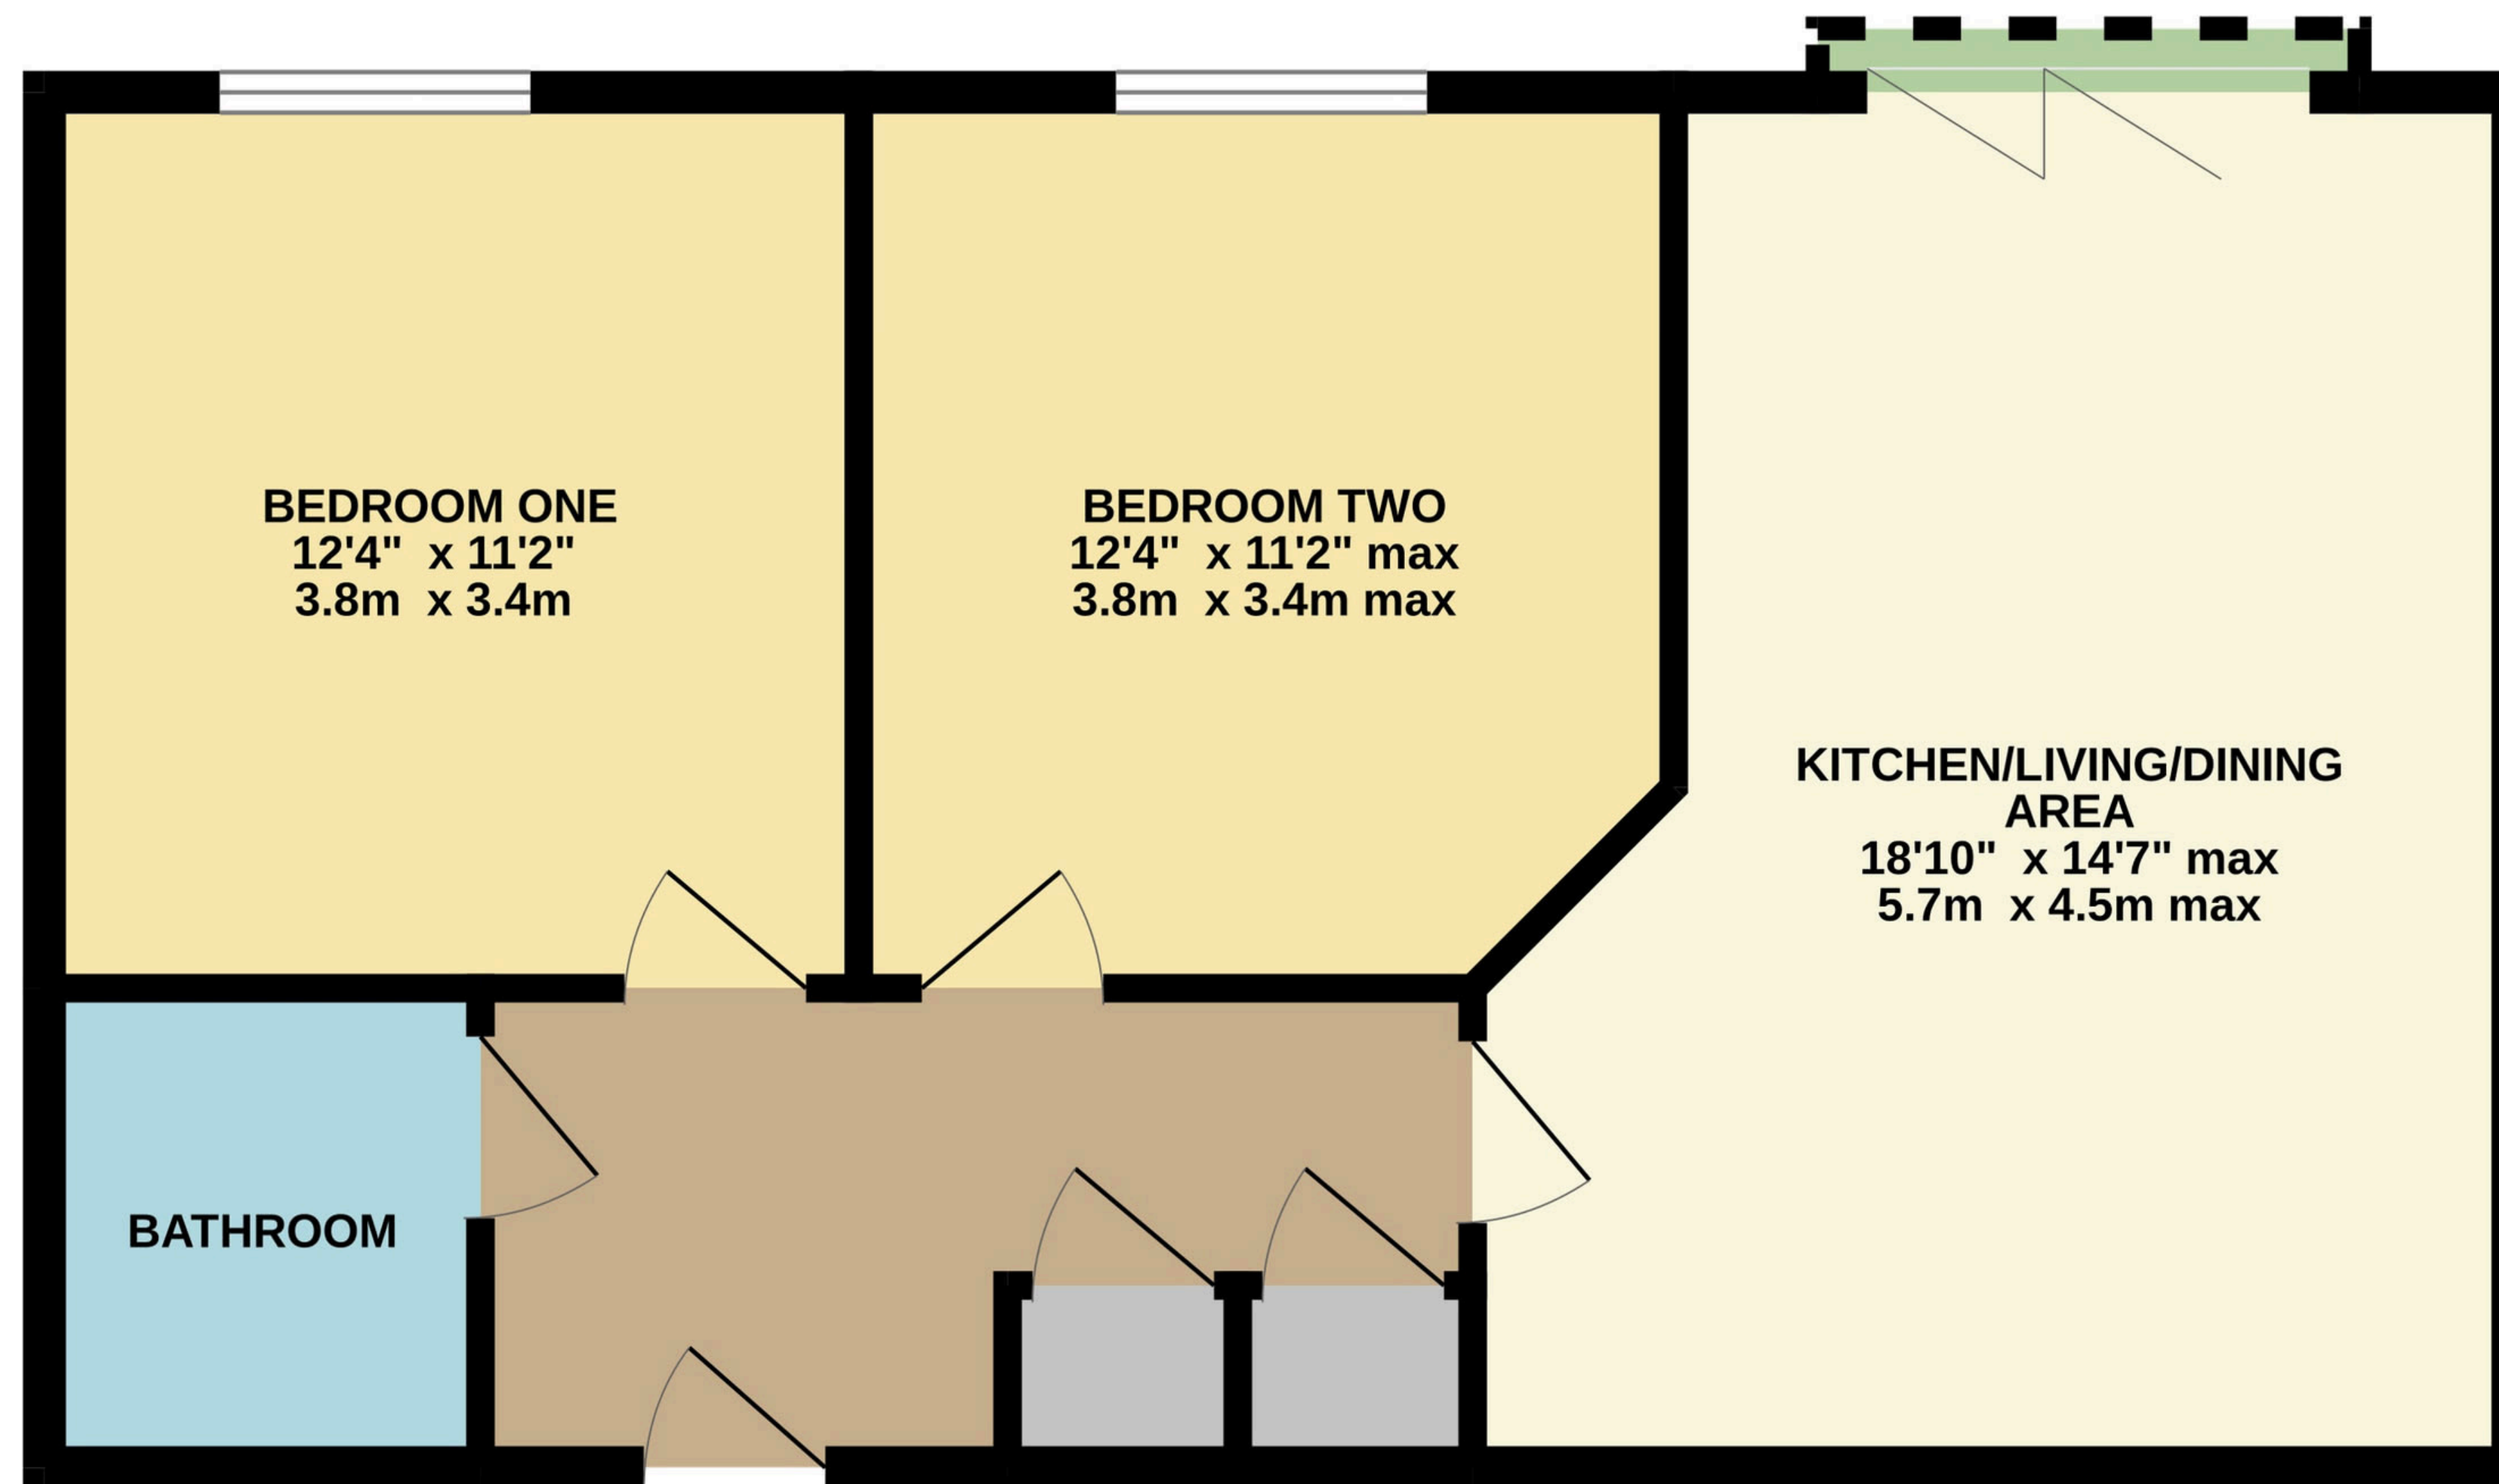 BEDROOM ONE
12'4" x 11'2"
3.8m x 3.4m
BEDROOM TWO
12'4" x 11'2" max
3.8m x 3.4m max
KITCHEN/LIVING/DINING
AREA
18'10" x 14'7" max
5.7m x 4.5m max
BATHROOM